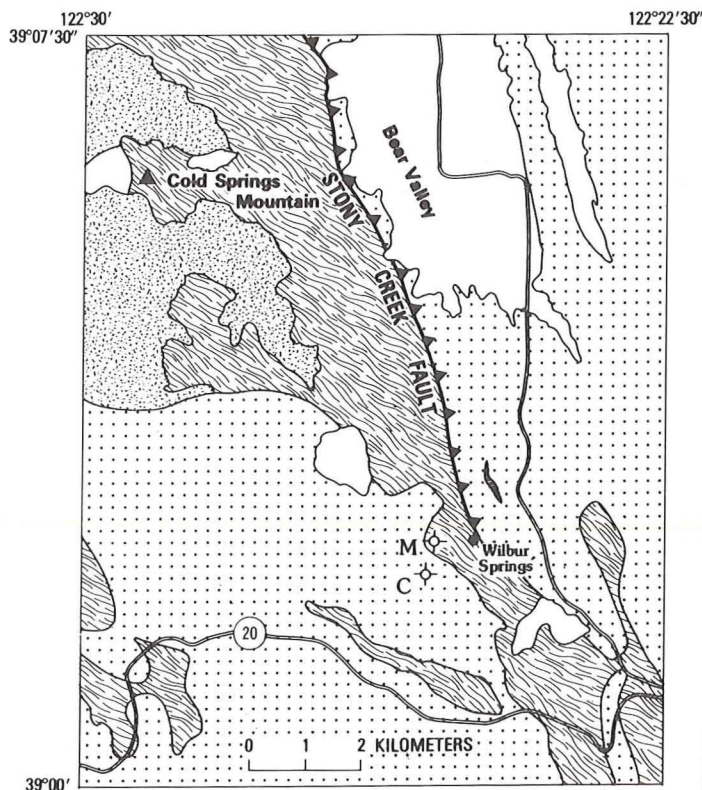 122°30'
122°22'30"
39°07'30"
Bear Valley
Cold Springs
Mountain
STONY
CREEK
FAULT
M
Wilbur
Springs
C
20
0 1 2 KILOMETERS
39°00'